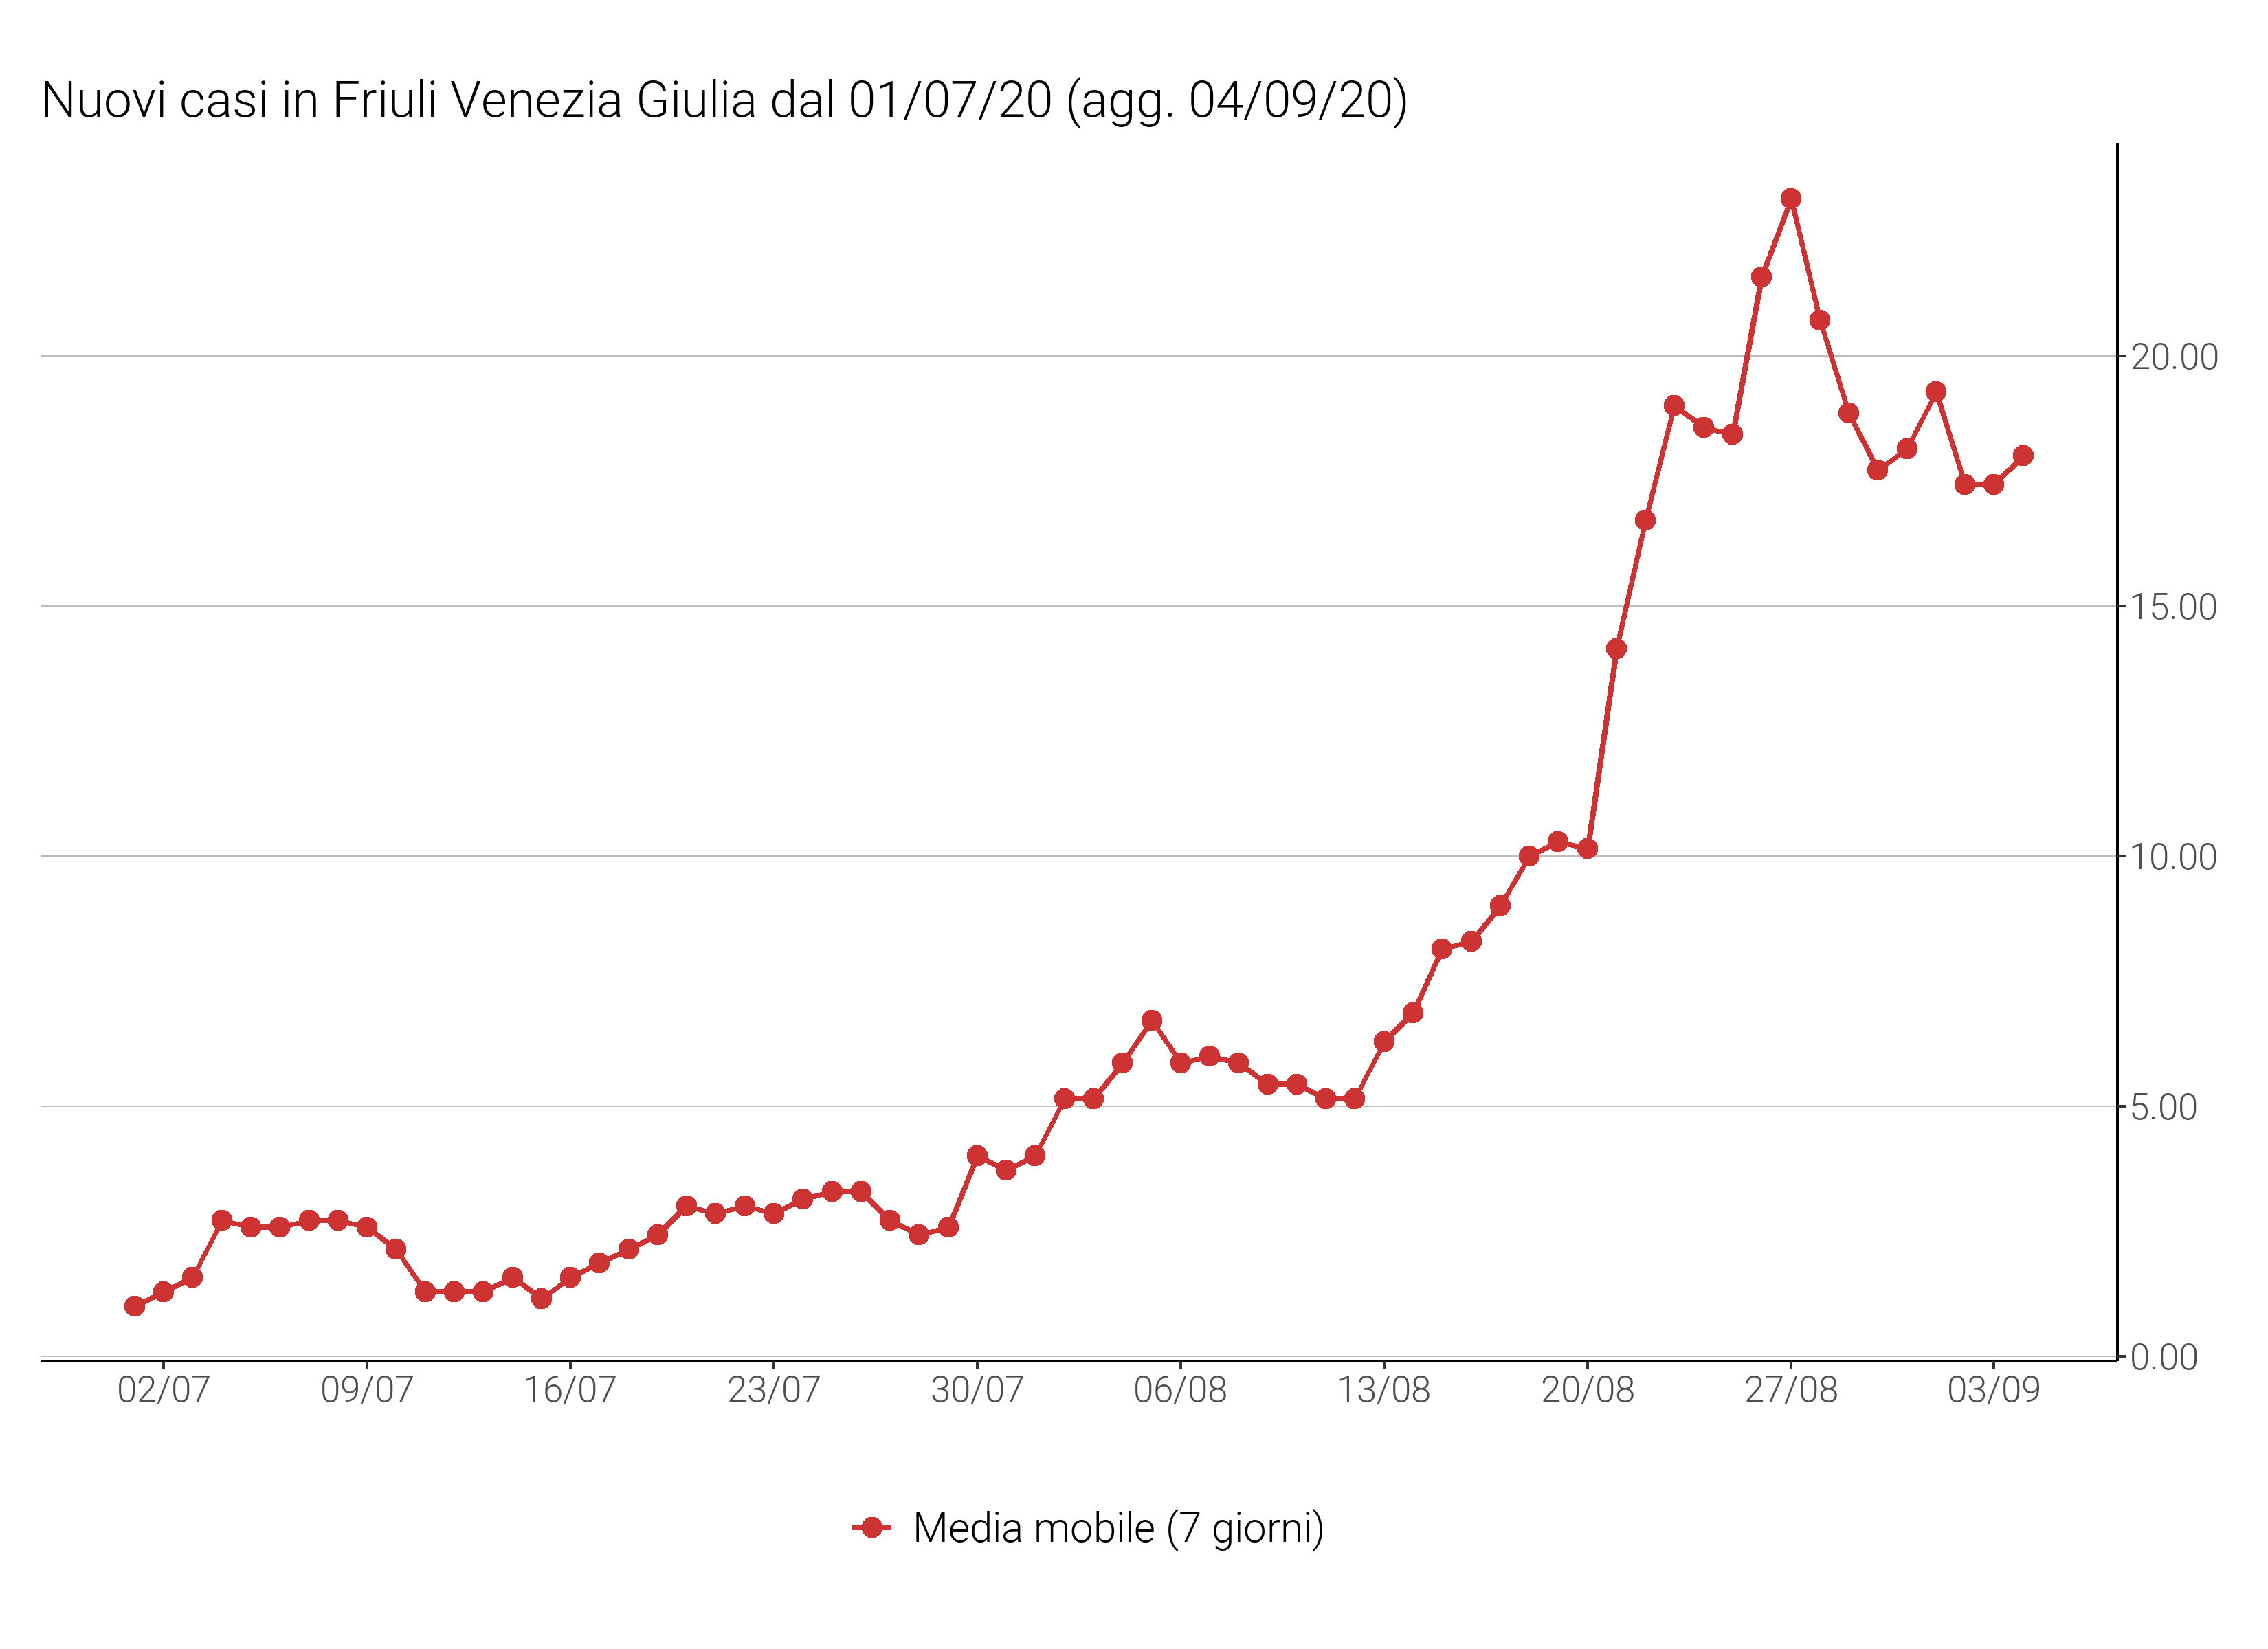 Nuovi casi in Friuli Venezia Giulia dal 01/07/20 (agg. 04/09/20)
20.00
15.00
10.00
5.00
0.00
02/07 09/07 16/07 23/07 30/07 06/08 13/08 20/08 27/08 03/09
Media mobile (7 giorni)